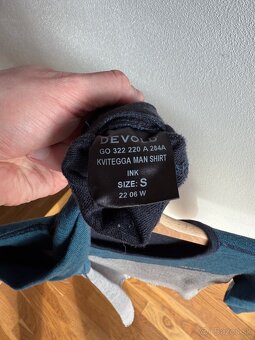 DEVOLD
GO 322 220 A 284A
KVITEGGA MAN SHIRT
INK
SIZE: S
22 06 W